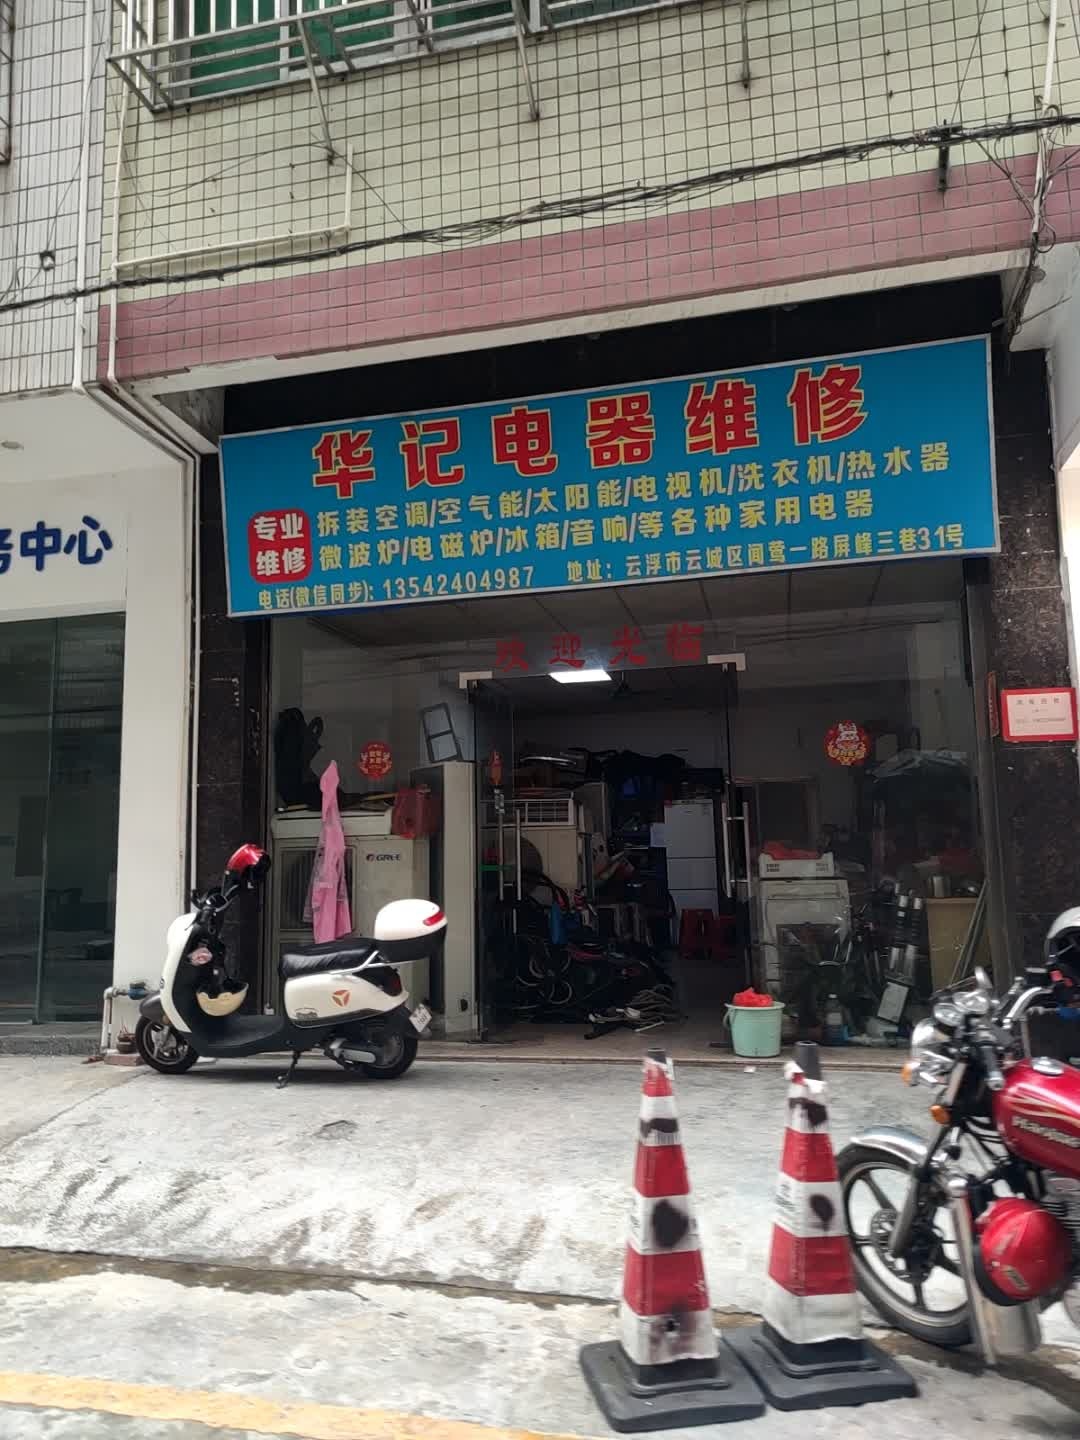 华记电器维修
专业
维修
拆装空调/空气能/太阳能/电视机/洗衣机/热水器
微波炉/电磁炉/冰箱/音响/等各种家用电器
电话(微信同步): 13542404987 地址: 云浮市云城区闻莺一路屏峰三巷31号
务中心
欢迎光临
GREE